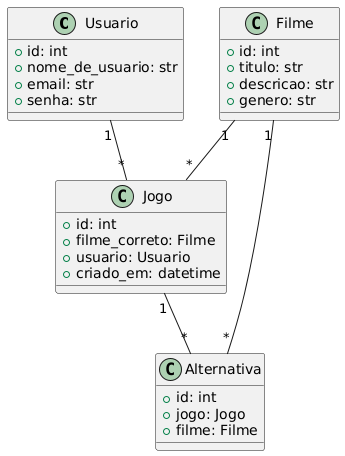 C Usuario
id: int
nome_de_usuario: str
email: str
senha: str
C Filme
id: int
titulo: str
descricao: str
genero: str
1
1
1
*
*
C Jogo
id: int
filme_correto: Filme
usuario: Usuario
criado_em: datetime
1
*
*
C Alternativa
id: int
jogo: Jogo
filme: Filme